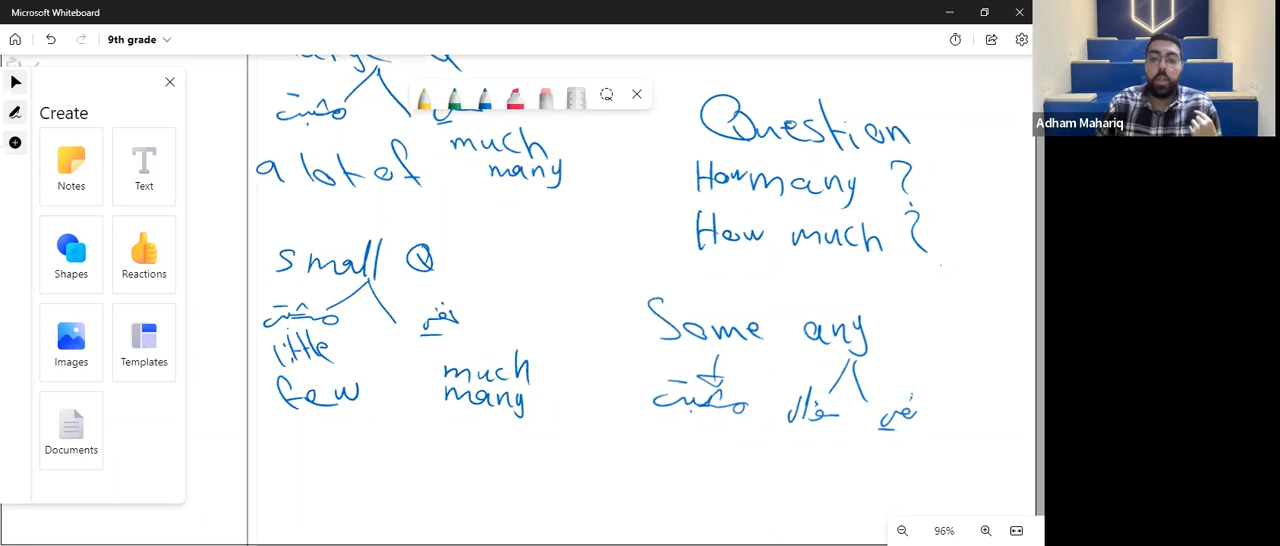 Microsoft Whiteboard
9th grade
Create
Notes
Text
Shapes
Reactions
Images
Templates
Documents
Q
مثبت
much
many
a lot of
small Q
مثبت نفي
little
few
much
many
Question
How many ?
How much ?
Some any
مثبت سؤال نفي
Adham Mahariq
96%